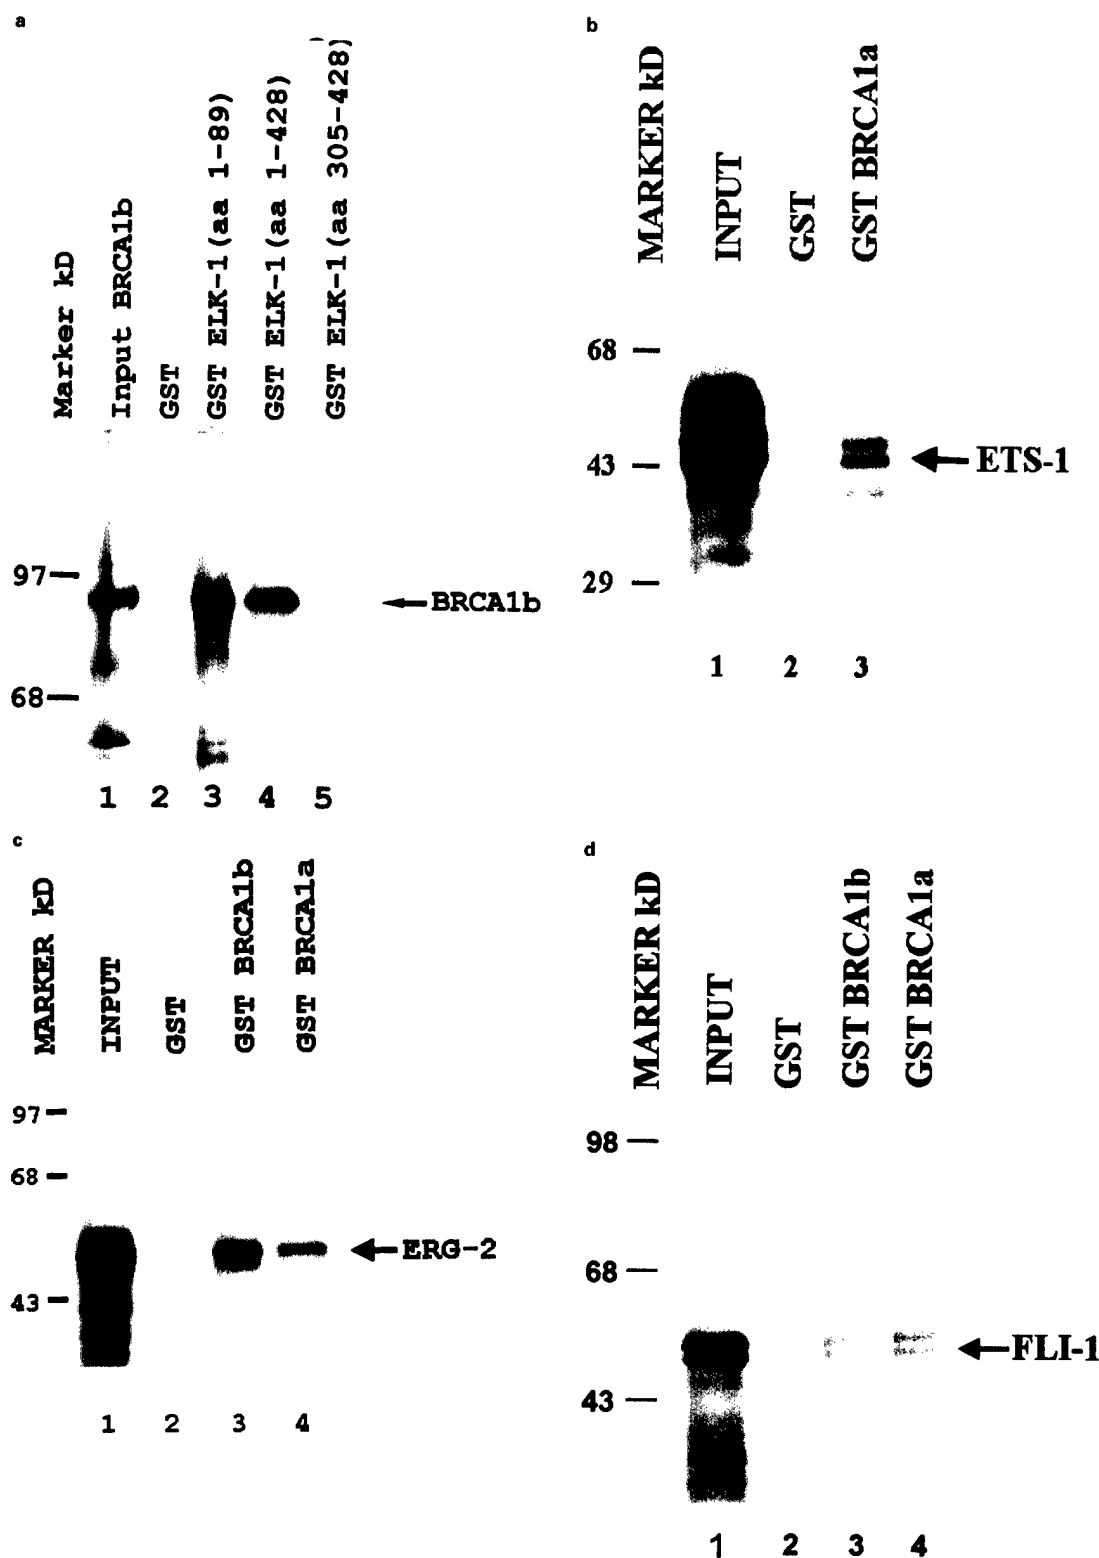 a
Marker kD
Input BRCA1b
GST
GST ELK-1(aa 1-89)
GST ELK-1(aa 1-428)
GST ELK-1(aa 305-428)
97
BRCA1b
68
1 2 3 4 5
b
MARKER kD
INPUT
GST
GST BRCA1a
68
43
ETS-1
29
1 2 3
c
MARKER kD
INPUT
GST
GST BRCA1b
GST BRCA1a
97
68
ERG-2
43
1 2 3 4
d
MARKER kD
INPUT
GST
GST BRCA1b
GST BRCA1a
98
68
FLI-1
43
1 2 3 4